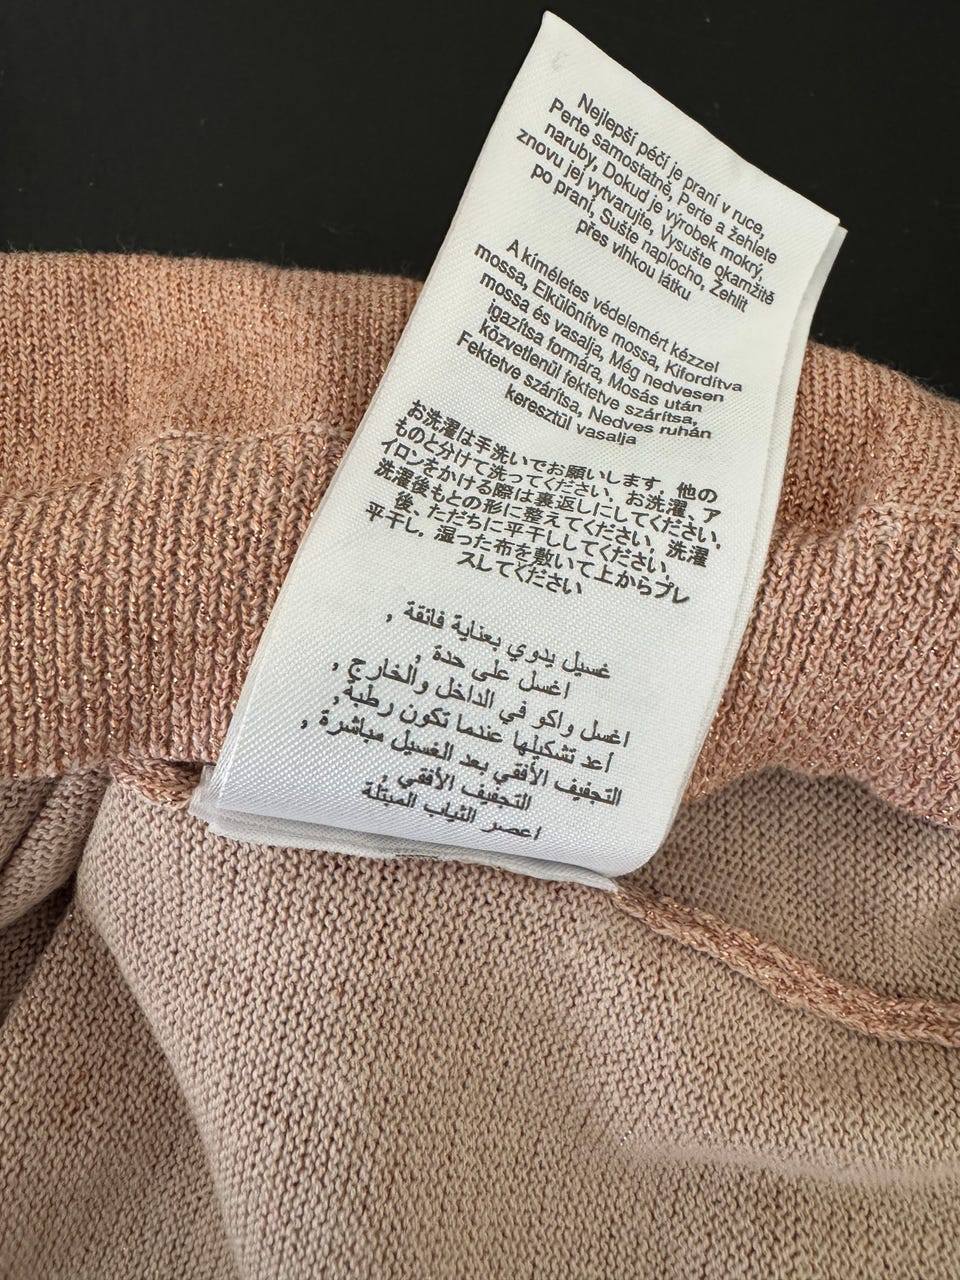 Nejlepší péčí je praní v ruce,
Perte samostatně, Perte a žehlete
naruby, Dokud je výrobek mokrý,
znovu jej vytvarujte, Vysušte okamžitě
po praní, Sušte naplocho, Žehlit
přes vlhkou látku
A kíméletes védelemért kézzel
mossa, Elkülönítve mossa, Kifordítva
mossa és vasalja, Még nedvesen
igazítsa formára, Mosás után
közvetlenül fektetve szárítsa,
Fektetve szárítsa, Nedves ruhán
keresztül vasalja
お洗濯は手洗いでお願いします. 他の
ものと分けて洗ってください. お洗濯、ア
イロンをかける際は裏返しにしてください.
洗濯後もとの形に整えてください. 洗濯
後、ただちに平干ししてください.
平干し. 湿った布を敷いて上からプレ
スしてください
غسيل يدوي بعناية فائقة ,
اغسل على حدة ,
اغسل واكو في الداخل والخارج ,
أعد تشكيلها عندما تكون رطبة ,
التجفيف الأفقي بعد الغسيل مباشرة ,
التجفيف الأفقي ,
اعصر الثياب المبتلة